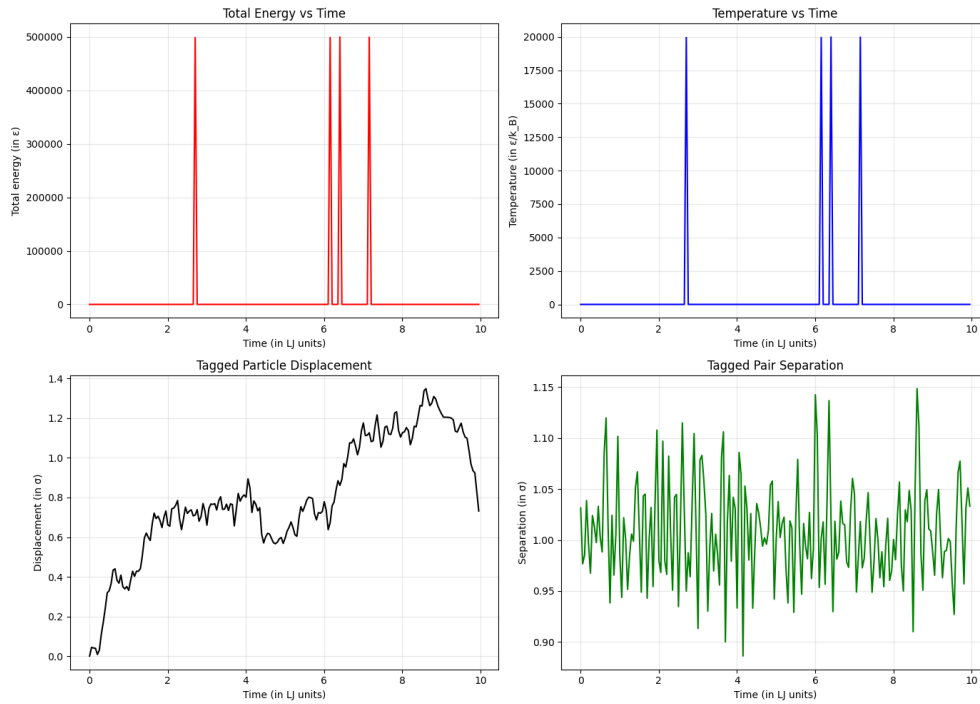 Total Energy vs Time
Total energy (in ε)
500000
400000
300000
200000
100000
0
0 2 4 6 8 10
Time (in LJ units)
Temperature vs Time
Temperature (in ε/k_B)
20000
17500
15000
12500
10000
7500
5000
2500
0
0 2 4 6 8 10
Time (in LJ units)
Tagged Particle Displacement
Displacement (in σ)
1.4
1.2
1.0
0.8
0.6
0.4
0.2
0.0
0 2 4 6 8 10
Time (in LJ units)
Tagged Pair Separation
Separation (in σ)
1.15
1.10
1.05
1.00
0.95
0.90
0 2 4 6 8 10
Time (in LJ units)